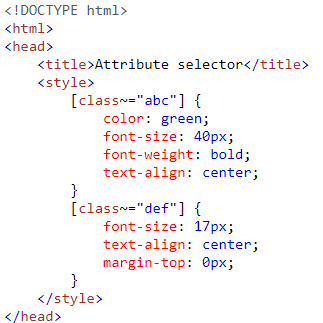 <!DOCTYPE html>
<html>
<head>
    <title>Attribute selector</title>
    <style>
        [class~="abc"] {
            color: green;
            font-size: 40px;
            font-weight: bold;
            text-align: center;
        }
        [class~="def"] {
            font-size: 17px;
            text-align: center;
            margin-top: 0px;
        }
    </style>
</head>